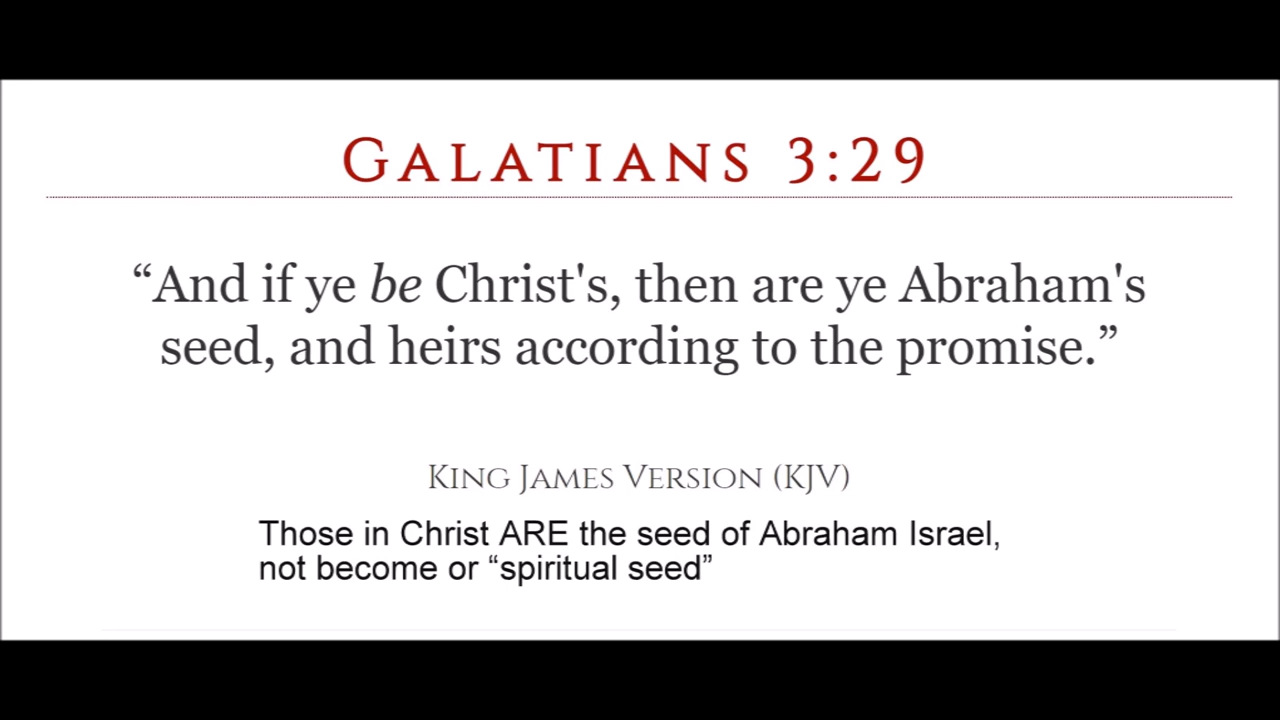 GALATIANS 3:29
“And if ye be Christ's, then are ye Abraham's
seed, and heirs according to the promise.”
KING JAMES VERSION (KJV)
Those in Christ ARE the seed of Abraham Israel,
not become or “spiritual seed”